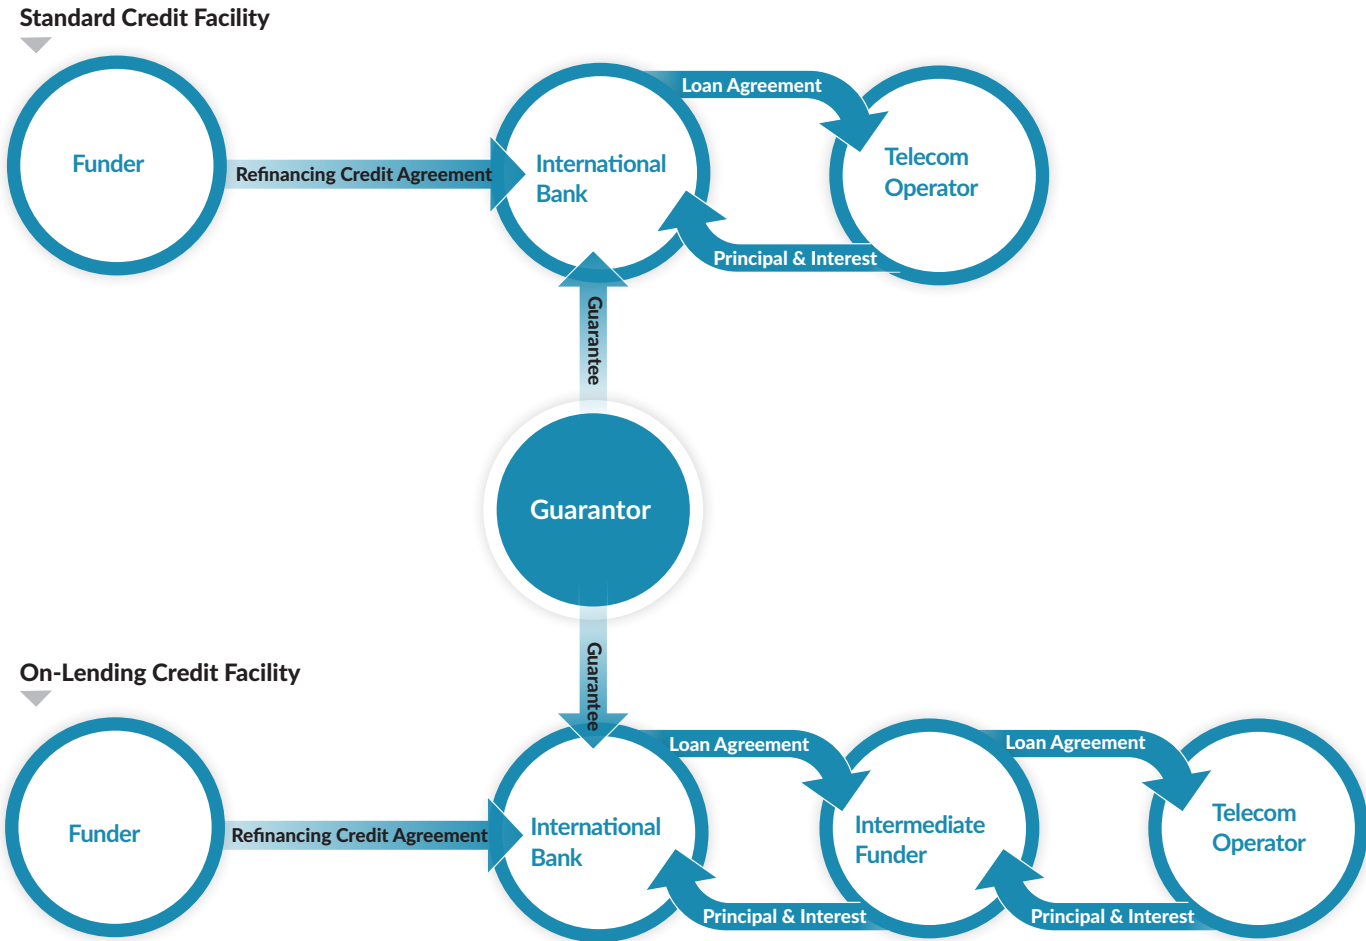 Standard Credit Facility
Funder
Refinancing Credit Agreement
International
Bank
Loan Agreement
Telecom
Operator
Principal & Interest
Guarantee
Guarantor
Guarantee
On-Lending Credit Facility
Funder
Refinancing Credit Agreement
International
Bank
Loan Agreement
Intermediate
Funder
Principal & Interest
Loan Agreement
Telecom
Operator
Principal & Interest